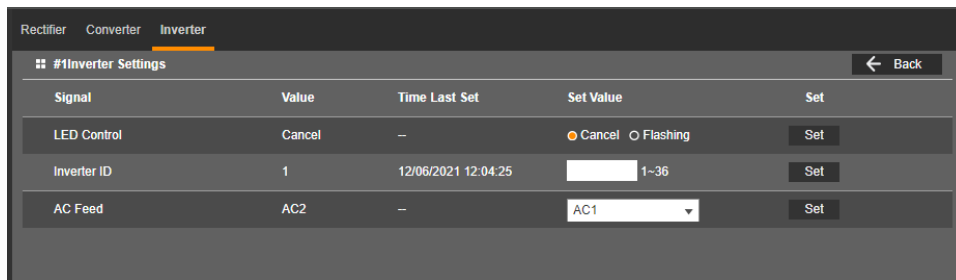 Rectifier Converter Inverter
#1Inverter Settings Back
Signal Value Time Last Set Set Value Set
LED Control Cancel -- Cancel Flashing Set
Inverter ID 1 12/06/2021 12:04:25 1~36 Set
AC Feed AC2 -- AC1 Set